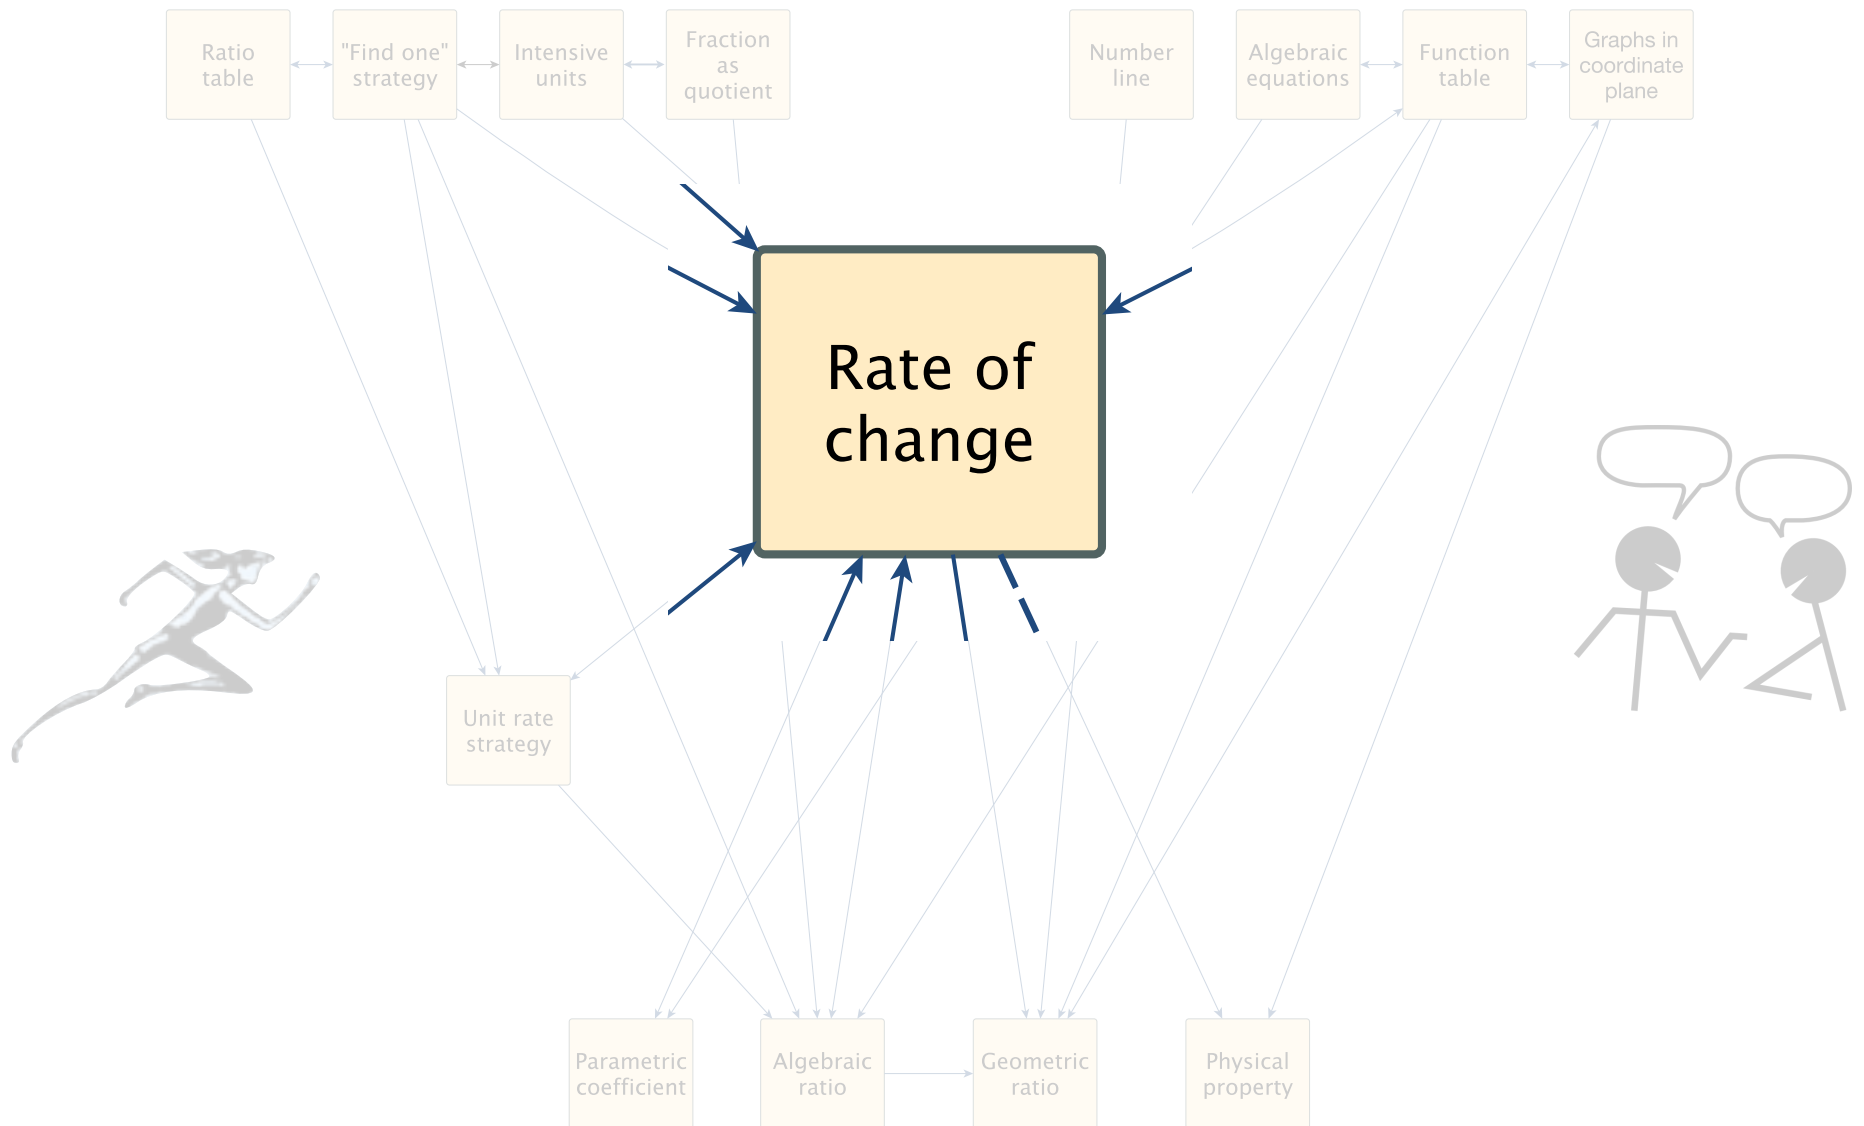 Ratio
table
"Find one"
strategy
Intensive
units
Fraction
as
quotient
Number
line
Algebraic
equations
Function
table
Graphs in
coordinate
plane
Rate of
change
Unit rate
strategy
Parametric
coefficient
Algebraic
ratio
Geometric
ratio
Physical
property